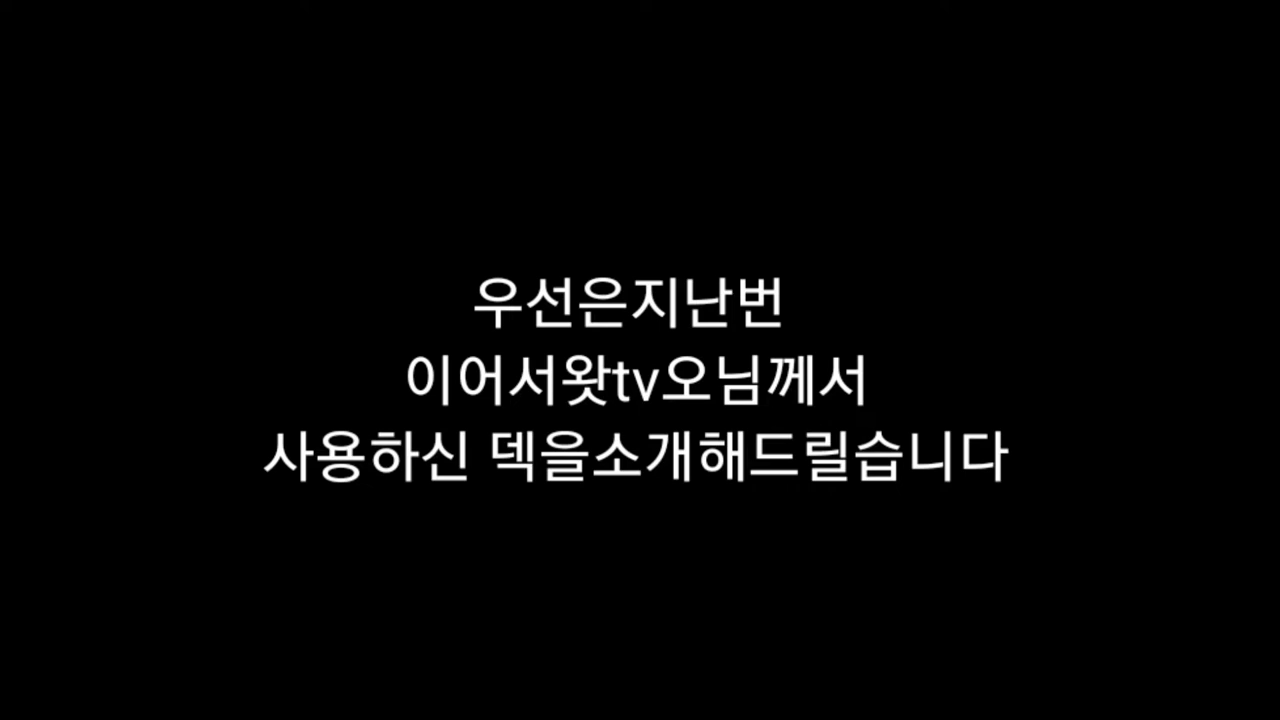 우선은지난번
이어서왓tv오님께서
사용하신 덱을소개해드릴습니다